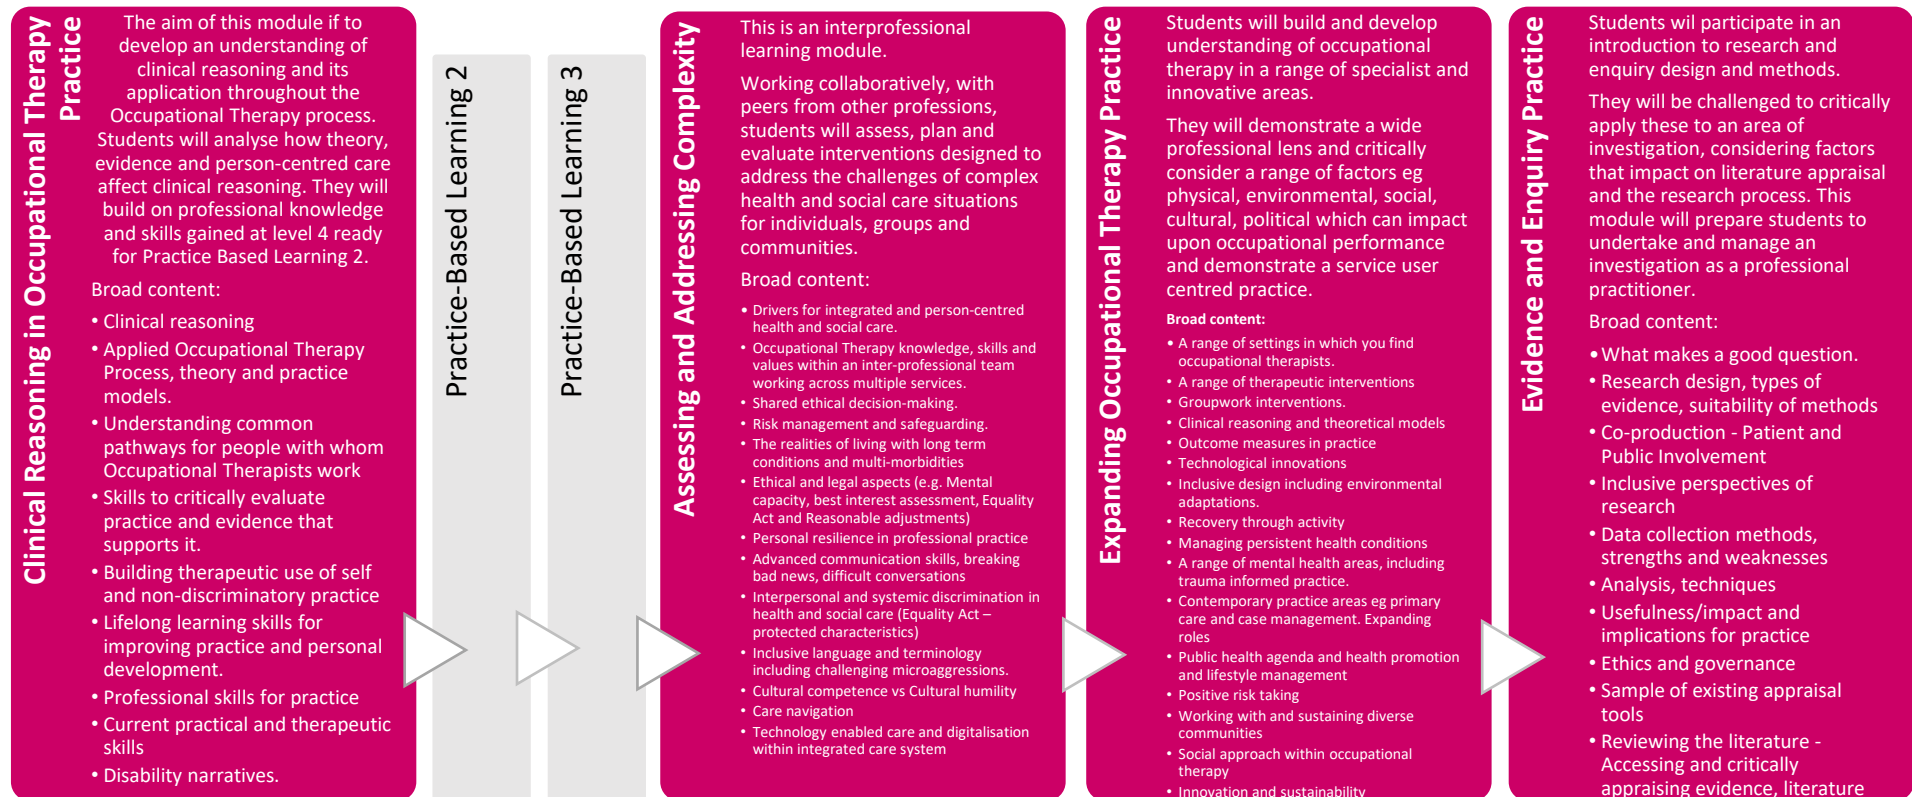 Clinical Reasoning in Occupational Therapy
Practice
The aim of this module if to
develop an understanding of
clinical reasoning and its
application throughout the
Occupational Therapy process.
Students will analyse how theory,
evidence and person-centred care
affect clinical reasoning. They will
build on professional knowledge
and skills gained at level 4 ready
for Practice Based Learning 2.
Broad content:
• Clinical reasoning
• Applied Occupational Therapy
Process, theory and practice
models.
• Understanding common
pathways for people with whom
Occupational Therapists work
• Skills to critically evaluate
practice and evidence that
supports it.
• Building therapeutic use of self
and non-discriminatory practice
• Lifelong learning skills for
improving practice and personal
development.
• Professional skills for practice
• Current practical and therapeutic
skills
• Disability narratives.
Practice-Based Learning 2
Practice-Based Learning 3
Assessing and Addressing Complexity
This is an interprofessional
learning module.
Working collaboratively, with
peers from other professions,
students will assess, plan and
evaluate interventions designed to
address the challenges of complex
health and social care situations
for individuals, groups and
communities.
Broad content:
• Drivers for integrated and person-centred
health and social care.
• Occupational Therapy knowledge, skills and
values within an inter-professional team
working across multiple services.
• Shared ethical decision-making.
• Risk management and safeguarding.
• The realities of living with long term
conditions and multi-morbidities
• Ethical and legal aspects (e.g. Mental
capacity, best interest assessment, Equality
Act and Reasonable adjustments)
• Personal resilience in professional practice
• Advanced communication skills, breaking
bad news, difficult conversations
• Interpersonal and systemic discrimination in
health and social care (Equality Act –
protected characteristics)
• Inclusive language and terminology
including challenging microaggressions.
• Cultural competence vs Cultural humility
• Care navigation
• Technology enabled care and digitalisation
within integrated care system
Expanding Occupational Therapy Practice
Students will build and develop
understanding of occupational
therapy in a range of specialist and
innovative areas.
They will demonstrate a wide
professional lens and critically
consider a range of factors eg
physical, environmental, social,
cultural, political which can impact
upon occupational performance
and demonstrate a service user
centred practice.
Broad content:
• A range of settings in which you find
occupational therapists.
• A range of therapeutic interventions
• Groupwork interventions.
• Clinical reasoning and theoretical models
• Outcome measures in practice
• Technological innovations
• Inclusive design including environmental
adaptations.
• Recovery through activity
• Managing persistent health conditions
• A range of mental health areas, including
trauma informed practice.
• Contemporary practice areas eg primary
care and case management. Expanding
roles
• Public health agenda and health promotion
and lifestyle management
• Positive risk taking
• Working with and sustaining diverse
communities
• Social approach within occupational
therapy
• Innovation and sustainability
Evidence and Enquiry Practice
Students wil participate in an
introduction to research and
enquiry design and methods.
They will be challenged to critically
apply these to an area of
investigation, considering factors
that impact on literature appraisal
and the research process. This
module will prepare students to
undertake and manage an
investigation as a professional
practitioner.
Broad content:
• What makes a good question.
• Research design, types of
evidence, suitability of methods
• Co-production - Patient and
Public Involvement
• Inclusive perspectives of
research
• Data collection methods,
strengths and weaknesses
• Analysis, techniques
• Usefulness/impact and
implications for practice
• Ethics and governance
• Sample of existing appraisal
tools
• Reviewing the literature -
Accessing and critically
appraising evidence, literature